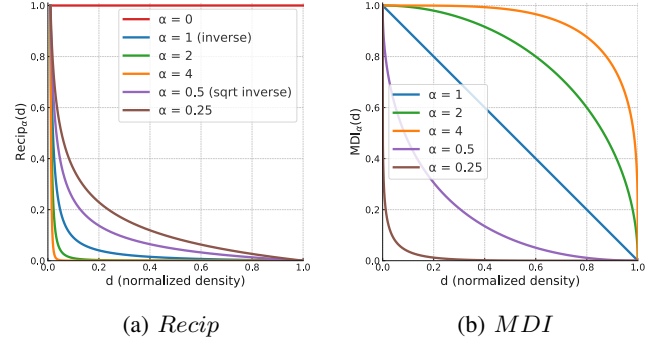 1.0
0.8
0.6
0.4
0.2
0.0
Recipα(d)
α = 0
α = 1 (inverse)
α = 2
α = 4
α = 0.5 (sqrt inverse)
α = 0.25
0.0 0.2 0.4 0.6 0.8 1.0
d (normalized density)
(a) Recip
1.0
0.8
0.6
0.4
0.2
0.0
MDIα(d)
α = 1
α = 2
α = 4
α = 0.5
α = 0.25
0.0 0.2 0.4 0.6 0.8 1.0
d (normalized density)
(b) MDI